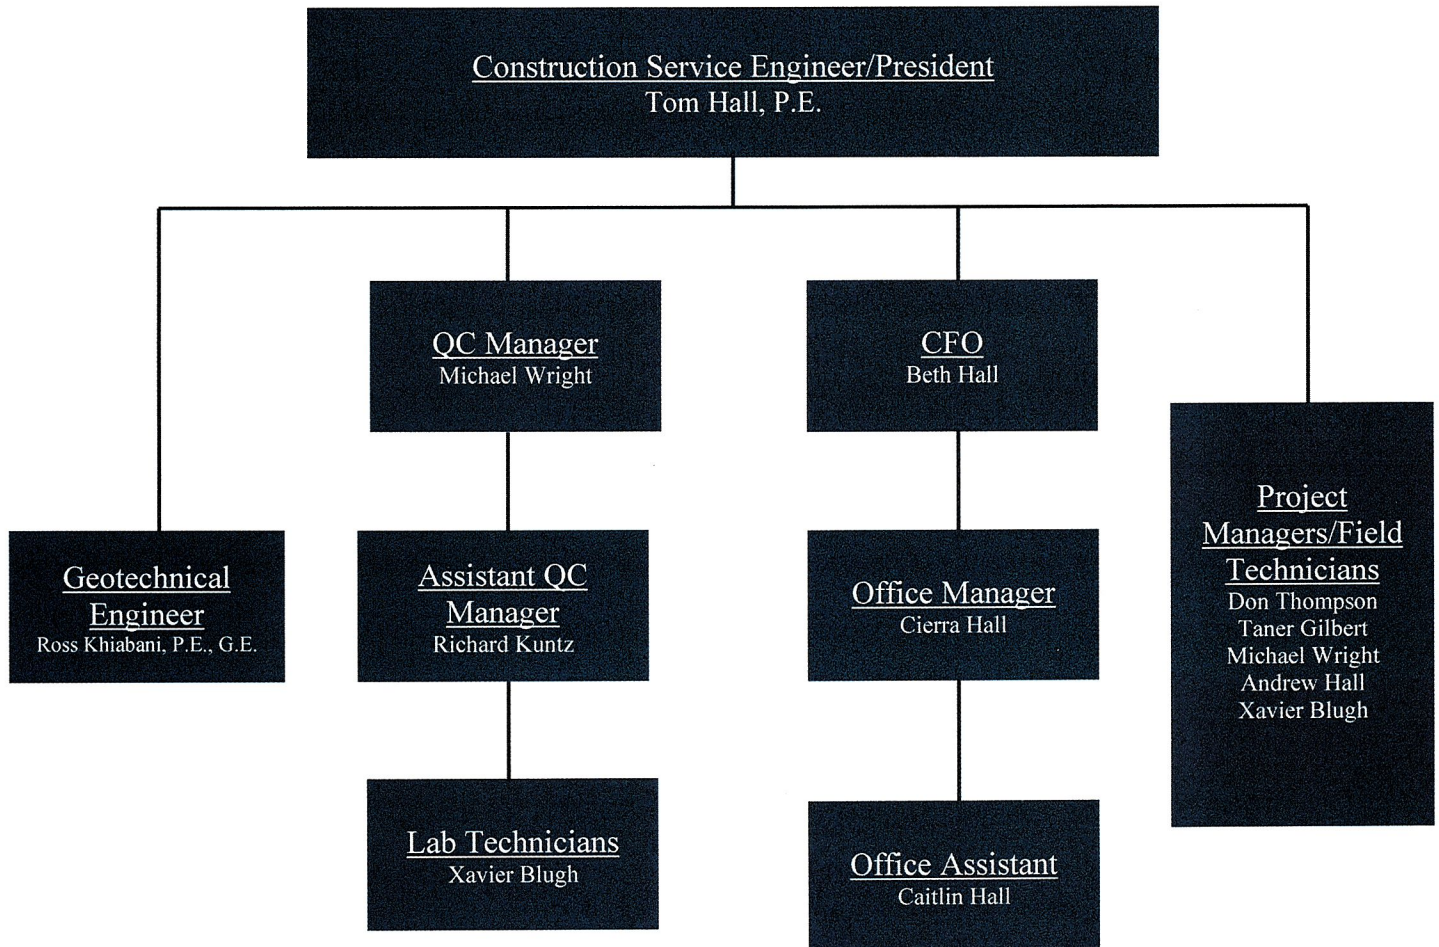 Construction Service Engineer/President
Tom Hall, P.E.
QC Manager
Michael Wright
CFO
Beth Hall
Geotechnical
Engineer
Ross Khiabani, P.E., G.E.
Assistant QC
Manager
Richard Kuntz
Office Manager
Cierra Hall
Project
Managers/Field
Technicians
Don Thompson
Taner Gilbert
Michael Wright
Andrew Hall
Xavier Blugh
Lab Technicians
Xavier Blugh
Office Assistant
Caitlin Hall